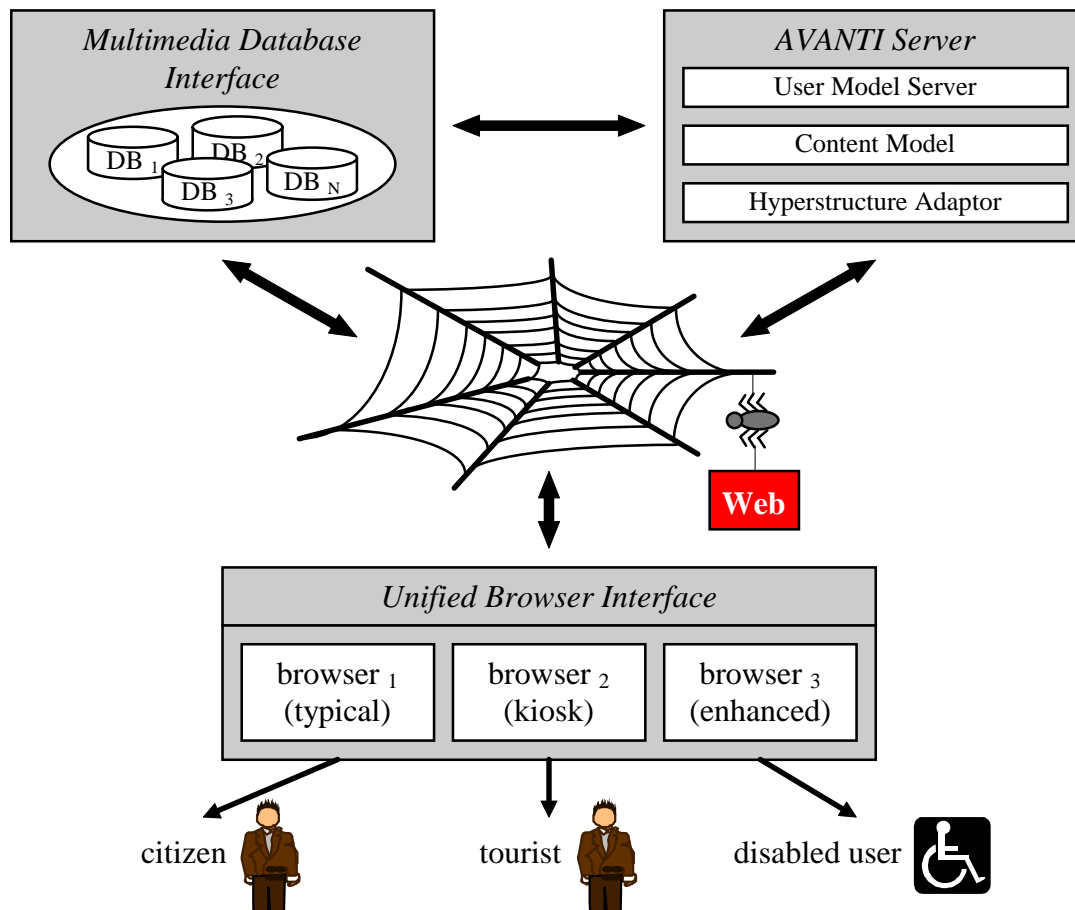 Multimedia Database
Interface
DB 1
DB 2
DB 3
DB N
AVANTI Server
User Model Server
Content Model
Hyperstructure Adaptor
Web
Unified Browser Interface
browser 1
(typical)
browser 2
(kiosk)
browser 3
(enhanced)
citizen
tourist
disabled user